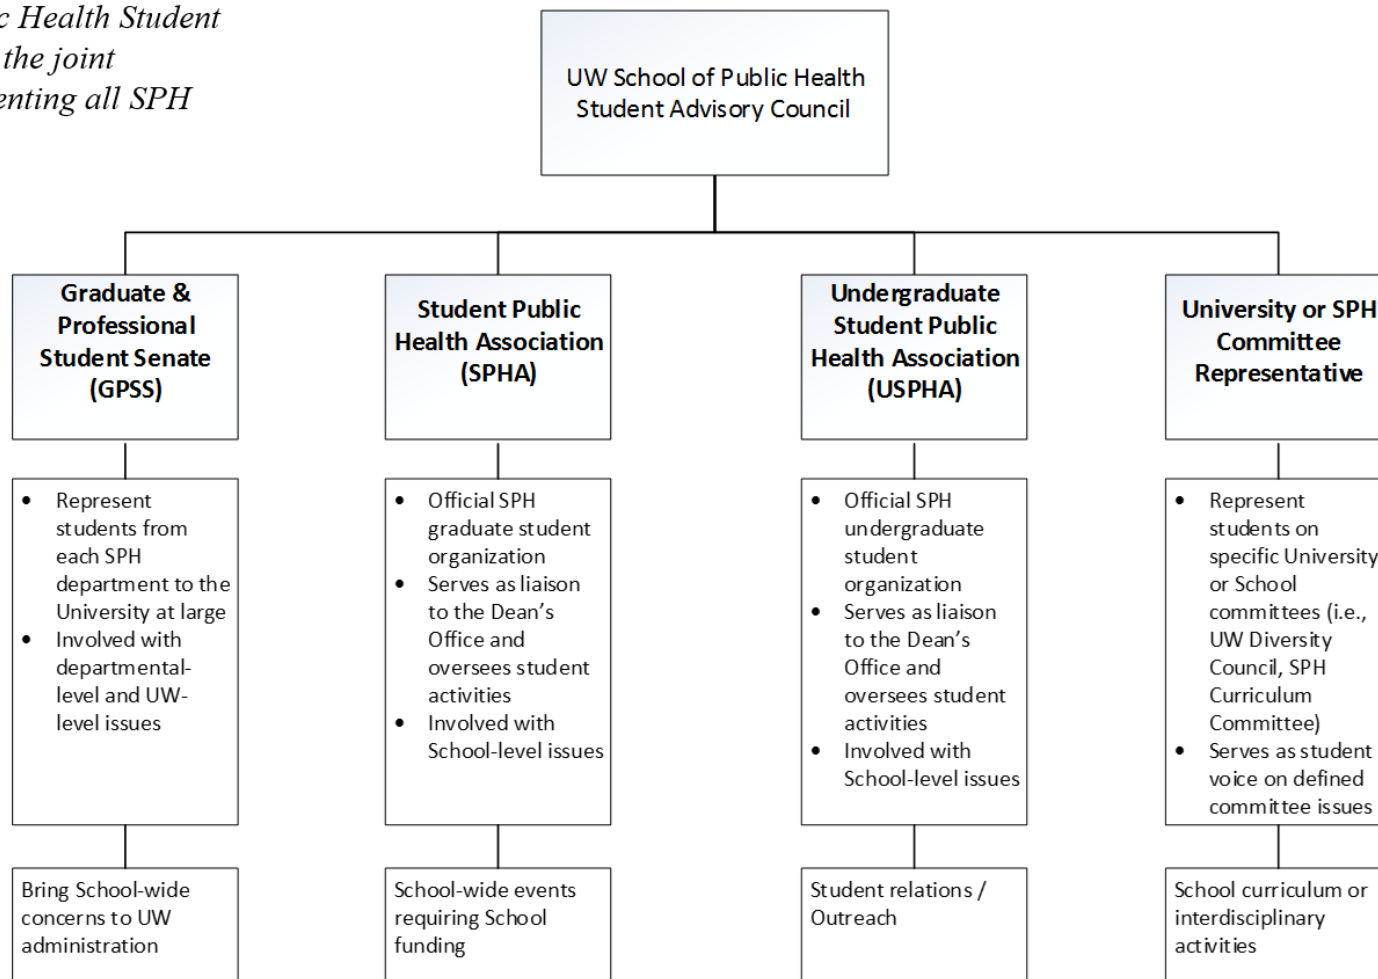 c Health Student
the joint
enting all SPH
UW School of Public Health
Student Advisory Council
Graduate &
Professional
Student Senate
(GPSS)
Student Public
Health Association
(SPHA)
Undergraduate
Student Public
Health Association
(USPHA)
University or SPH
Committee
Representative
• Represent
students from
each SPH
department to the
University at large
• Involved with
departmental-
level and UW-
level issues
• Official SPH
graduate student
organization
• Serves as liaison
to the Dean’s
Office and
oversees student
activities
• Involved with
School-level issues
• Official SPH
undergraduate
student
organization
• Serves as liaison
to the Dean’s
Office and
oversees student
activities
• Involved with
School-level issues
• Represent
students on
specific University
or School
committees (i.e.,
UW Diversity
Council, SPH
Curriculum
Committee)
• Serves as student
voice on defined
committee issues
Bring School-wide
concerns to UW
administration
School-wide events
requiring School
funding
Student relations /
Outreach
School curriculum or
interdisciplinary
activities